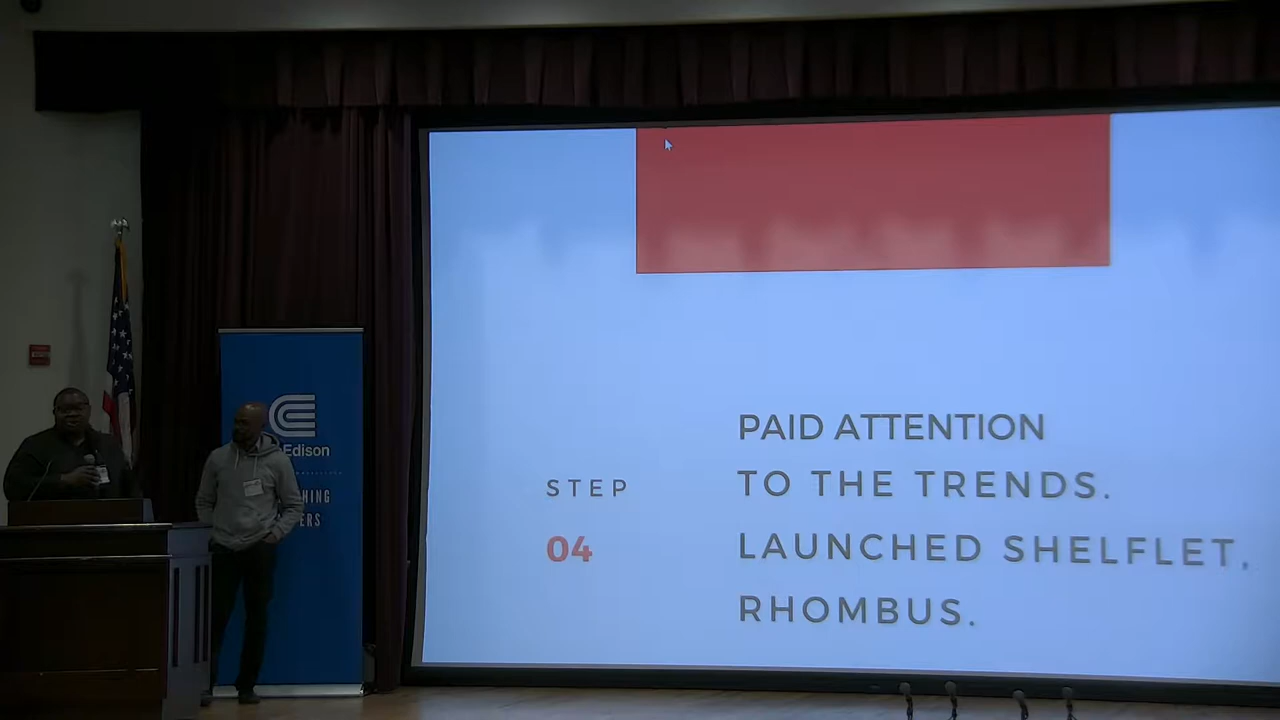 PAID ATTENTION
TO THE TRENDS.
STEP
04
LAUNCHED SHELFLET,
RHOMBUS.
Edison